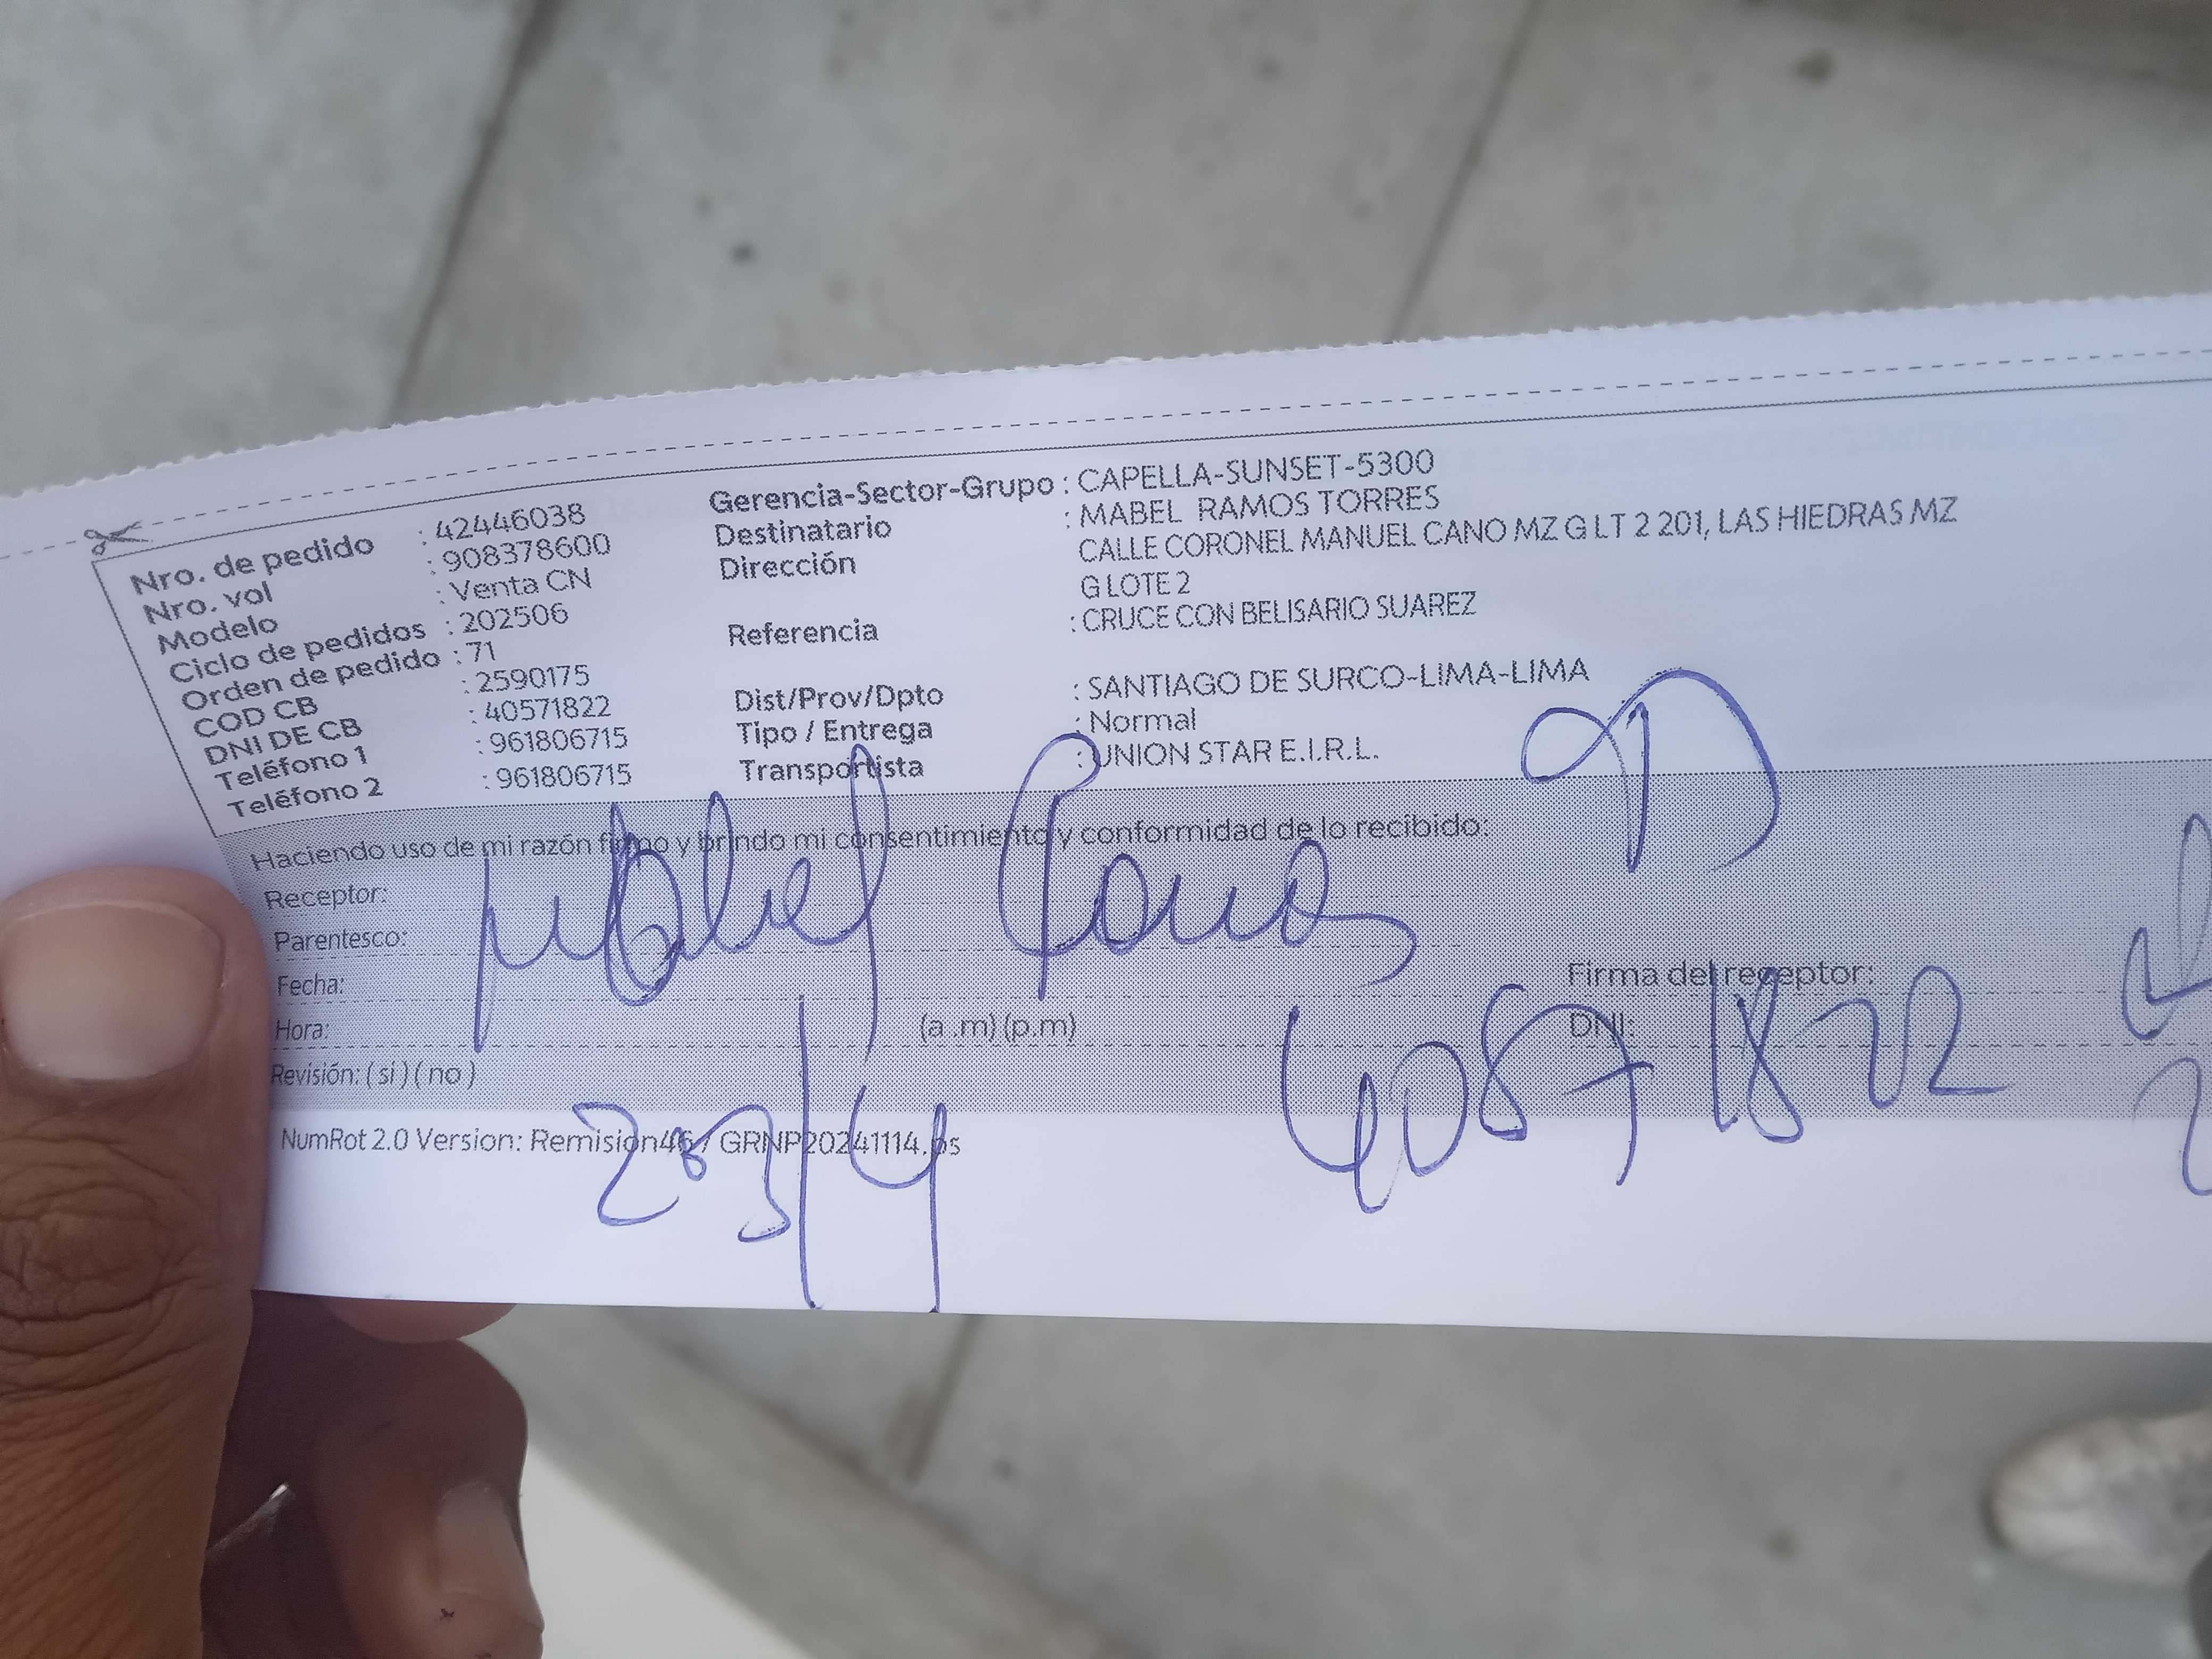 Nro. de pedido : 42446038
Nro. vol : 908378600
Modelo : Venta CN
Ciclo de pedidos : 202506
Orden de pedido : 71
COD CB : 2590175
DNI DE CB : 40571822
Teléfono 1 : 961806715
Teléfono 2 : 961806715
Gerencia-Sector-Grupo : CAPELLA-SUNSET-5300
Destinatario : MABEL RAMOS TORRES
Dirección CALLE CORONEL MANUEL CANO MZ G LT 2 201, LAS HIEDRAS MZ
G LOTE 2
Referencia : CRUCE CON BELISARIO SUAREZ
Dist/Prov/Dpto : SANTIAGO DE SURCO-LIMA-LIMA
Tipo / Entrega : Normal
Transportista : UNION STAR E.I.R.L.
Haciendo uso de mi razón firmo y brindo mi consentimiento y conformidad de lo recibido:
Receptor:
Mabel Ramos
Parentesco:
Fecha:
Firma del receptor:
Hora: (a .m) (p.m)
DNI:
40571822
Revisión: ( si ) ( no )
NumRot 2.0 Version: Remision46 / GRNP20241114.ps